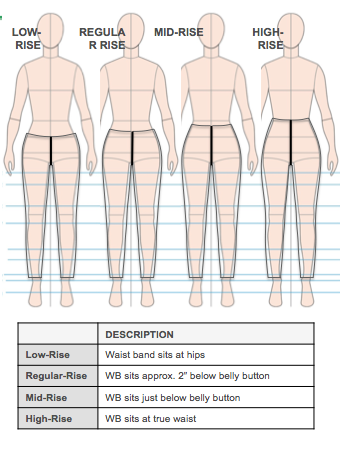 LOW-
RISE
REGULA
R RISE
MID-RISE
HIGH-
RISE
DESCRIPTION
Low-Rise Waist band sits at hips
Regular-Rise WB sits approx. 2" below belly button
Mid-Rise WB sits just below belly button
High-Rise WB sits at true waist